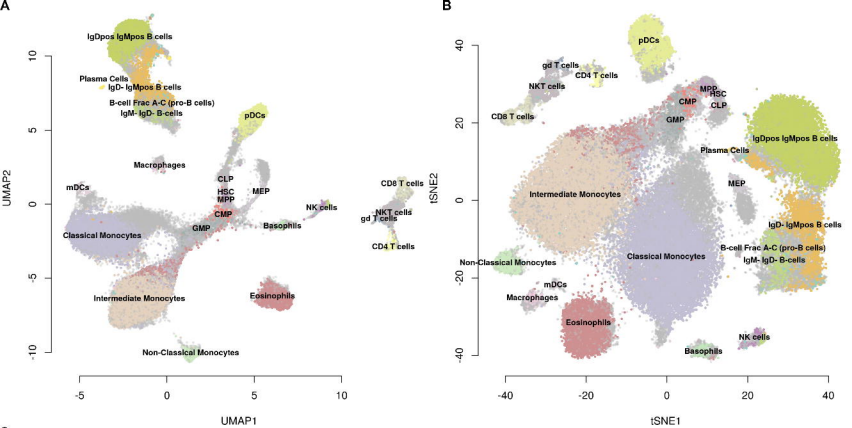 A
IgDpos IgMpos B cells
Plasma Cells
IgD- IgMpos B cells
B-cell Frac A-C (pro-B cells)
IgM- IgD- B-cells
pDCs
Macrophages
mDCs
CLP
HSC
MPP
MEP
CMP
GMP
CD8 T cells
NK cells
NKT cells
gd T cells
Basophils
CD4 T cells
Classical Monocytes
Intermediate Monocytes
Eosinophils
Non-Classical Monocytes
10
5
0
-5
-10
UMAP2
-5 0 5 10
UMAP1
B
pDCs
gd T cells
CD4 T cells
NKT cells
CD8 T cells
MPP
HSC
CMP
CLP
GMP
IgDpos IgMpos B cells
Plasma Cells
MEP
Intermediate Monocytes
IgD- IgMpos B cells
B-cell Frac A-C (pro-B cells)
Classical Monocytes
IgM- IgD- B-cells
Non-Classical Monocytes
mDCs
Macrophages
Eosinophils
NK cells
Basophils
40
20
0
-20
-40
tSNE2
-40 -20 0 20 40
tSNE1